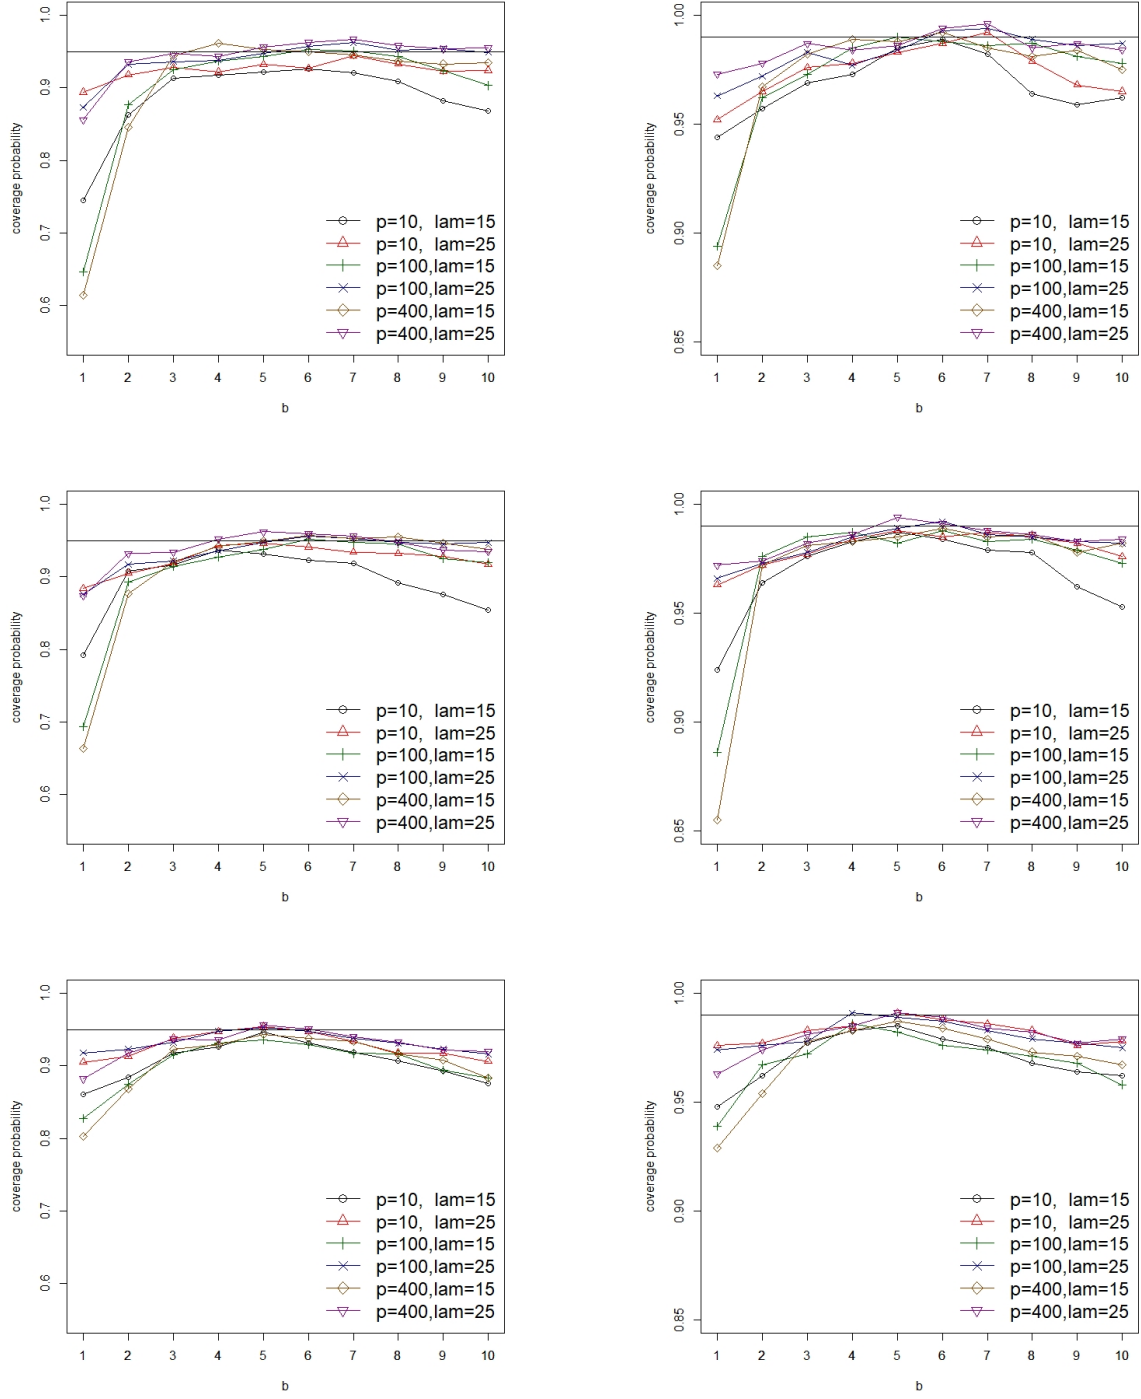 1.0
0.9
0.8
0.7
0.6
coverage probability
p=10, lam=15
p=10, lam=25
p=100,lam=15
p=100,lam=25
p=400,lam=15
p=400,lam=25
1 2 3 4 5 6 7 8 9 10
b
1.00
0.95
0.90
0.85
coverage probability
p=10, lam=15
p=10, lam=25
p=100,lam=15
p=100,lam=25
p=400,lam=15
p=400,lam=25
1 2 3 4 5 6 7 8 9 10
b
1.0
0.9
0.8
0.7
0.6
coverage probability
p=10, lam=15
p=10, lam=25
p=100,lam=15
p=100,lam=25
p=400,lam=15
p=400,lam=25
1 2 3 4 5 6 7 8 9 10
b
1.00
0.95
0.90
0.85
coverage probability
p=10, lam=15
p=10, lam=25
p=100,lam=15
p=100,lam=25
p=400,lam=15
p=400,lam=25
1 2 3 4 5 6 7 8 9 10
b
1.0
0.9
0.8
0.7
0.6
coverage probability
p=10, lam=15
p=10, lam=25
p=100,lam=15
p=100,lam=25
p=400,lam=15
p=400,lam=25
1 2 3 4 5 6 7 8 9 10
b
1.00
0.95
0.90
0.85
coverage probability
p=10, lam=15
p=10, lam=25
p=100,lam=15
p=100,lam=25
p=400,lam=15
p=400,lam=25
1 2 3 4 5 6 7 8 9 10
b